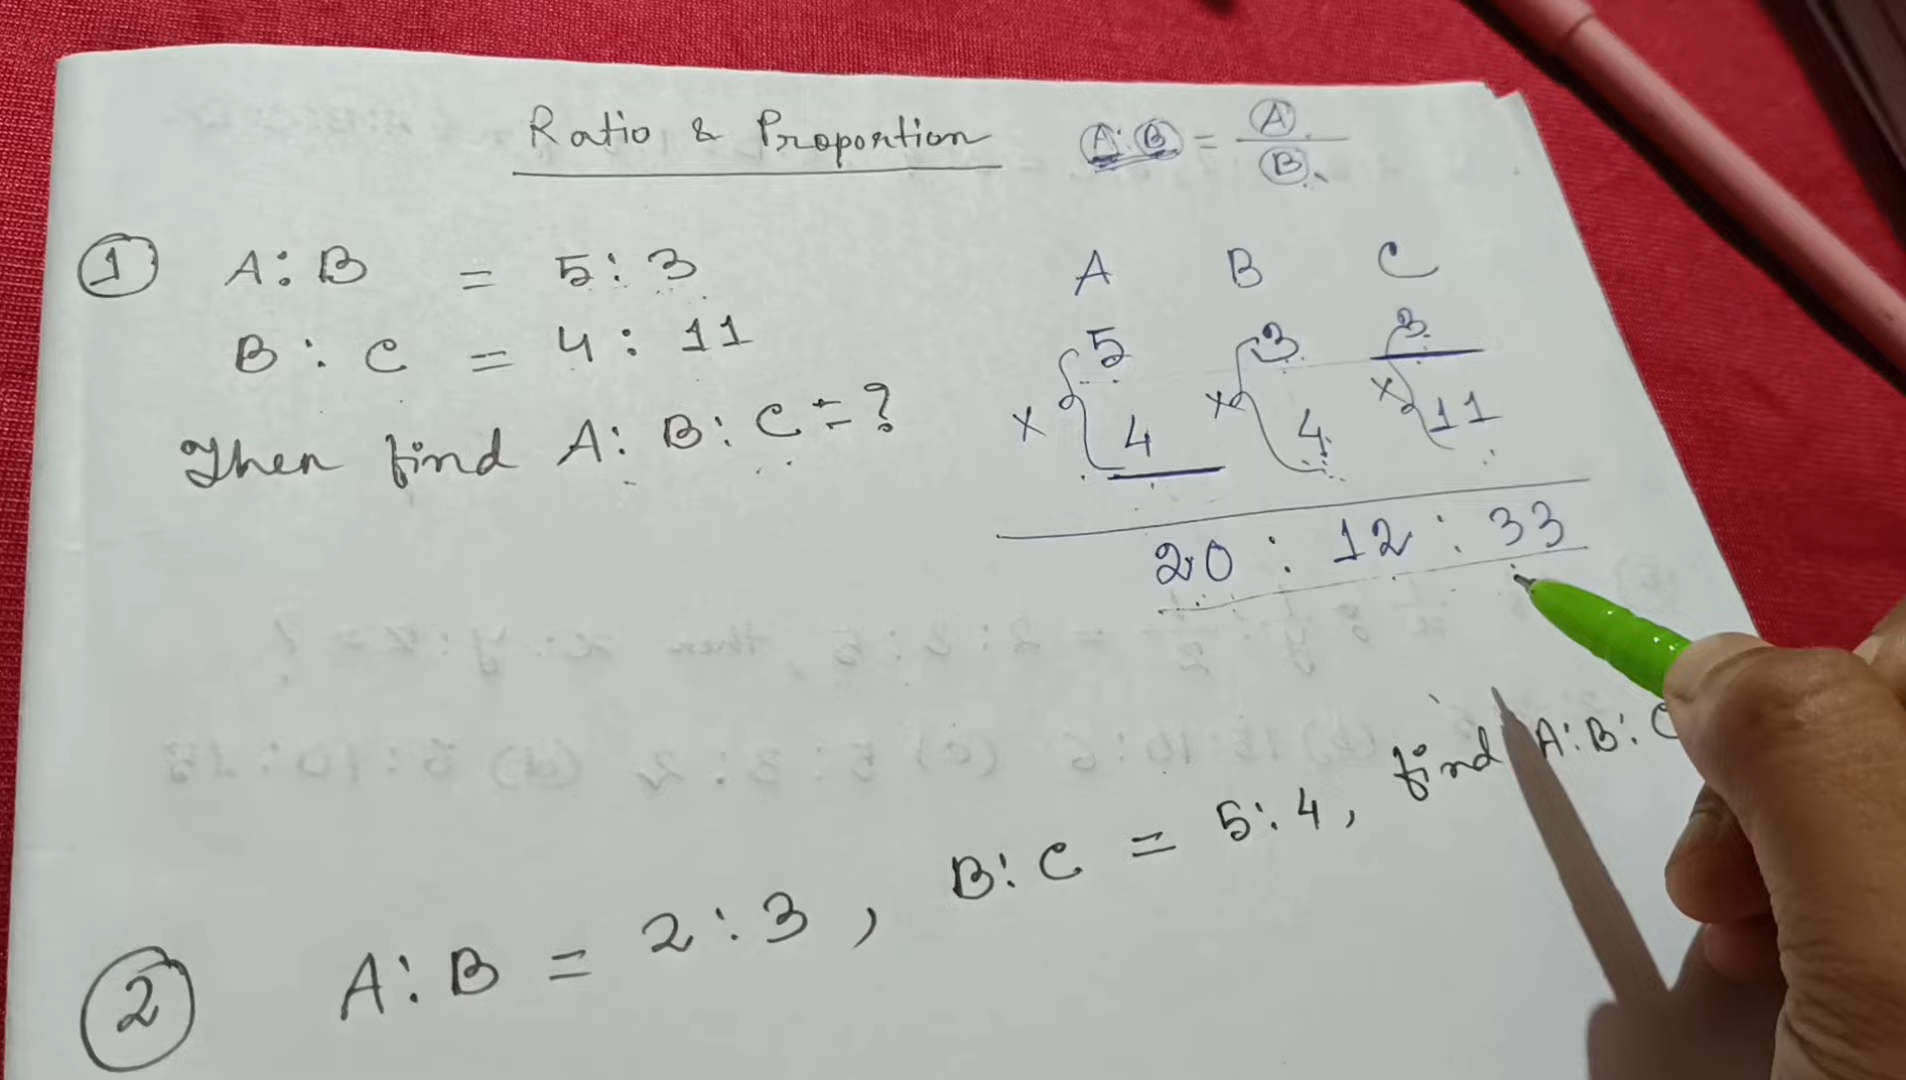 Ratio & Proportion
A:B = A/B
① A:B = 5:3
B:C = 4:11
Then find A:B:C=?
A B C
5 3 3
× × ×
4 4 11
20 : 12 : 33
② A:B = 2:3, B:C = 5:4, find A:B:C